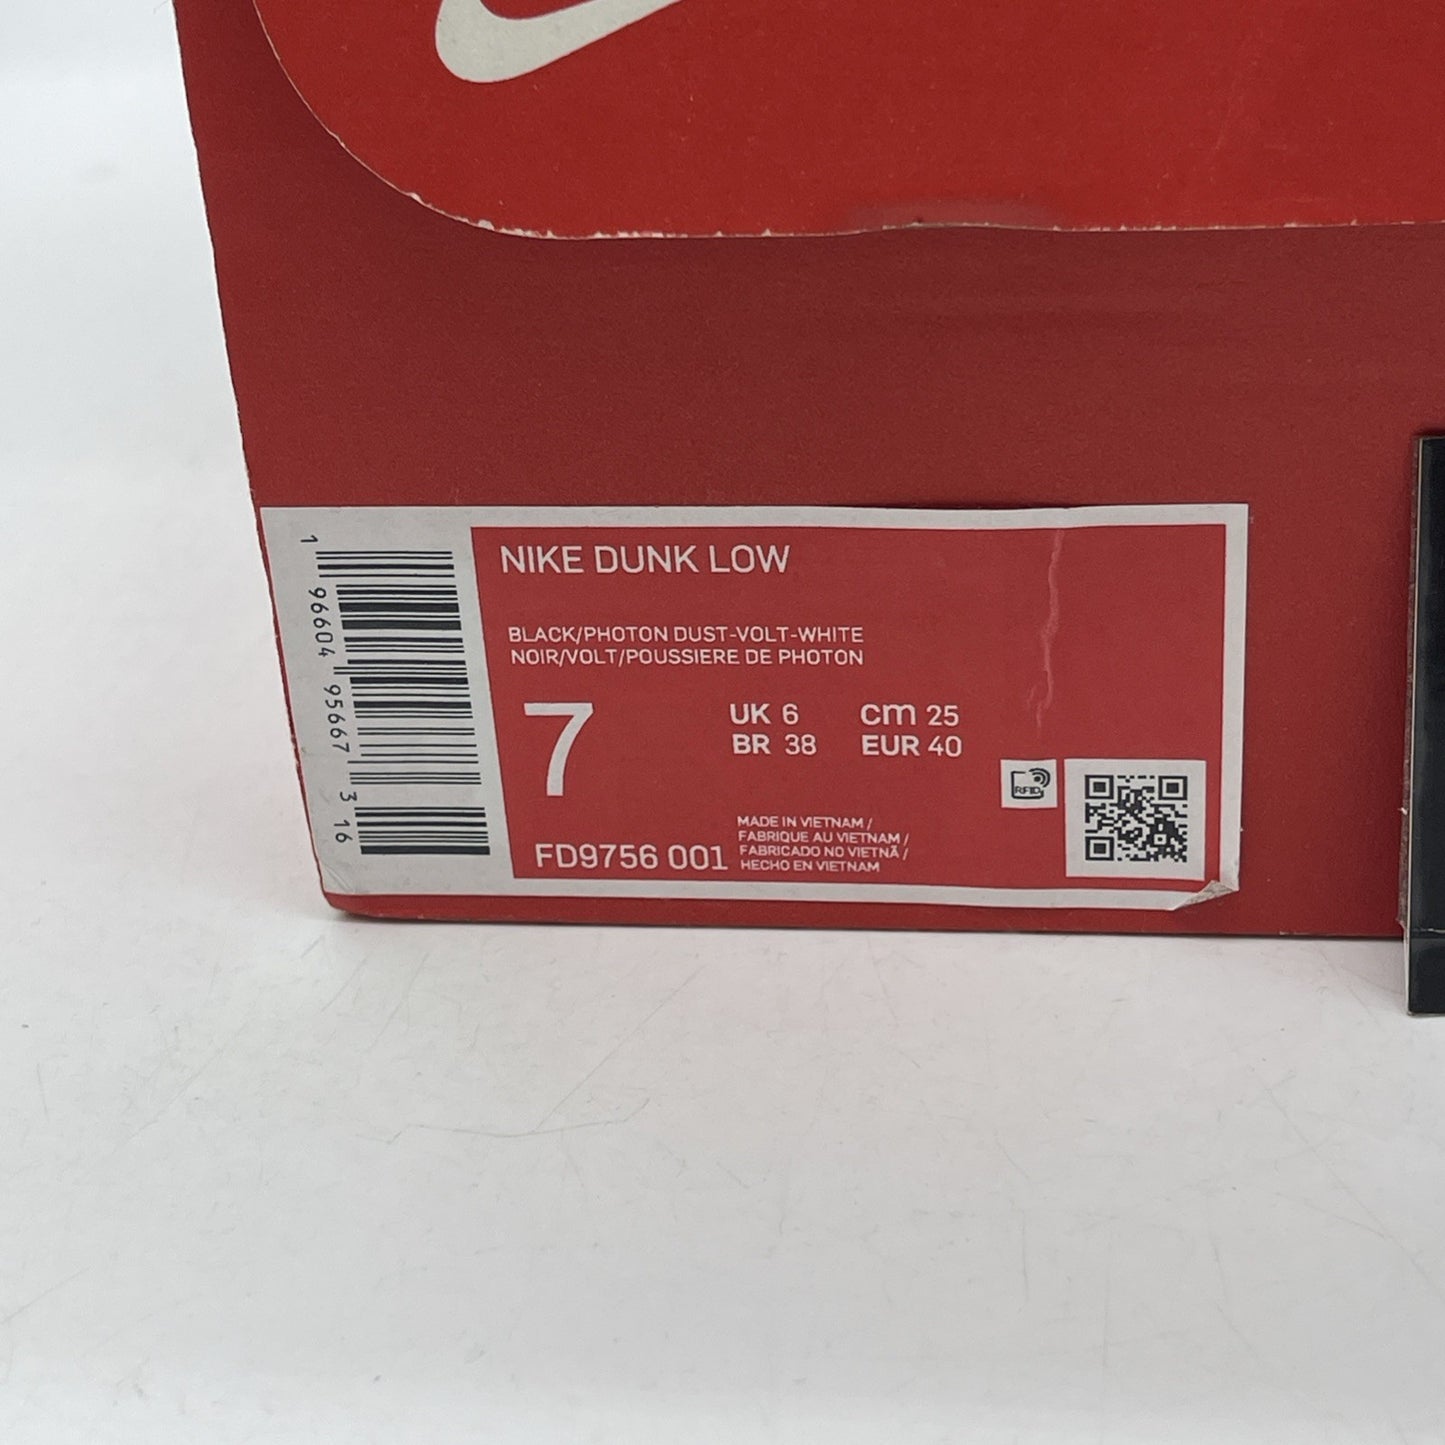 NIKE DUNK LOW
BLACK/PHOTON DUST-VOLT-WHITE
NOIR/VOLT/POUSSIERE DE PHOTON
7
UK 6 cm 25
BR 38 EUR 40
RFID
FD9756 001
MADE IN VIETNAM /
FABRIQUE AU VIETNAM /
FABRICADO NO VIETNÃ /
HECHO EN VIETNAM
1 96604 95667 3 16